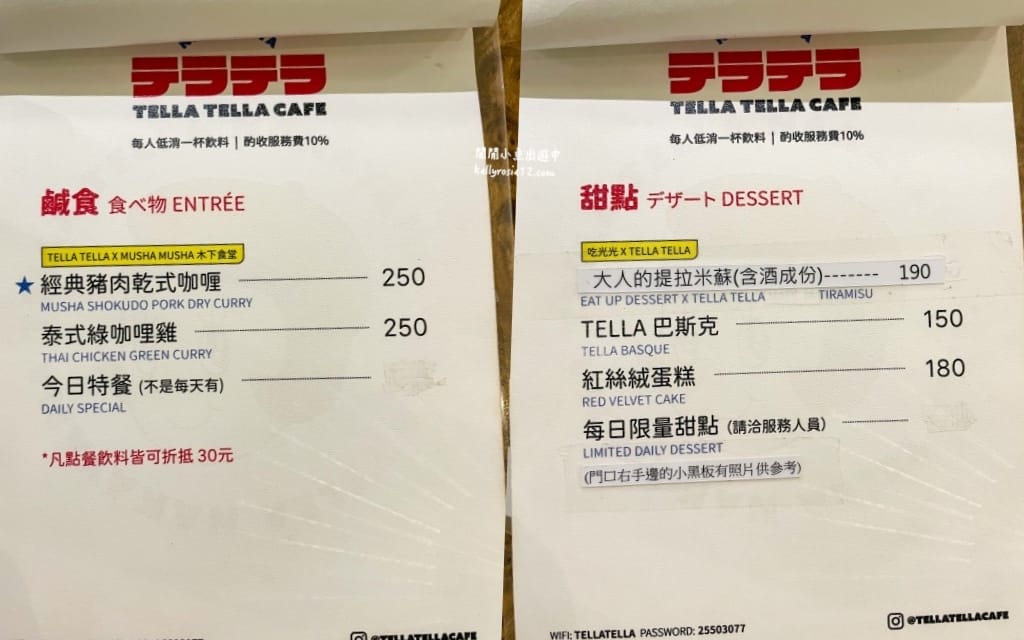 テラテラ
TELLA TELLA CAFE
每人低消一杯飲料 | 酌收服務費10%
鹹食 食べ物 ENTRÉE
TELLA TELLA X MUSHA MUSHA 木下食堂
★ 經典豬肉乾式咖喱 250
MUSHA SHOKUDO PORK DRY CURRY
泰式綠咖哩雞 250
THAI CHICKEN GREEN CURRY
今日特餐 (不是每天有)
DAILY SPECIAL
*凡點餐飲料皆可折抵 30元
@TELLATELLACAFE
閒閒小魚出遊中
kellyrosie12.com
テラテラ
TELLA TELLA CAFE
每人低消一杯飲料 | 酌收服務費10%
甜點 デザート DESSERT
吃光光 X TELLA TELLA
大人的提拉米蘇(含酒成份)------- 190
EAT UP DESSERT X TELLA TELLA TIRAMISU
TELLA 巴斯克 150
TELLA BASQUE
紅絲絨蛋糕 180
RED VELVET CAKE
每日限量甜點 (請洽服務人員)
LIMITED DAILY DESSERT
(門口右手邊的小黑板有照片供參考)
@TELLATELLACAFE
WIFI: TELLATELLA PASSWORD: 25503077